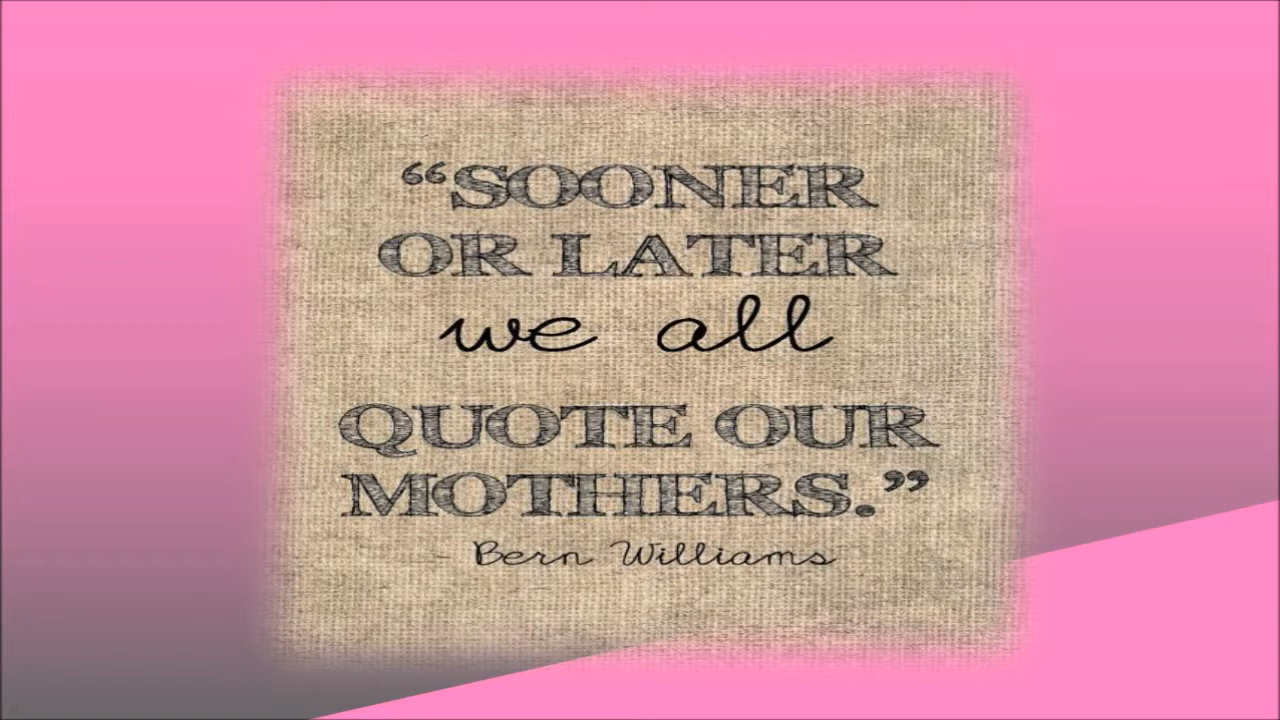 “SOONER
OR LATER
we all
QUOTE OUR
MOTHERS.”
- Bern Williams